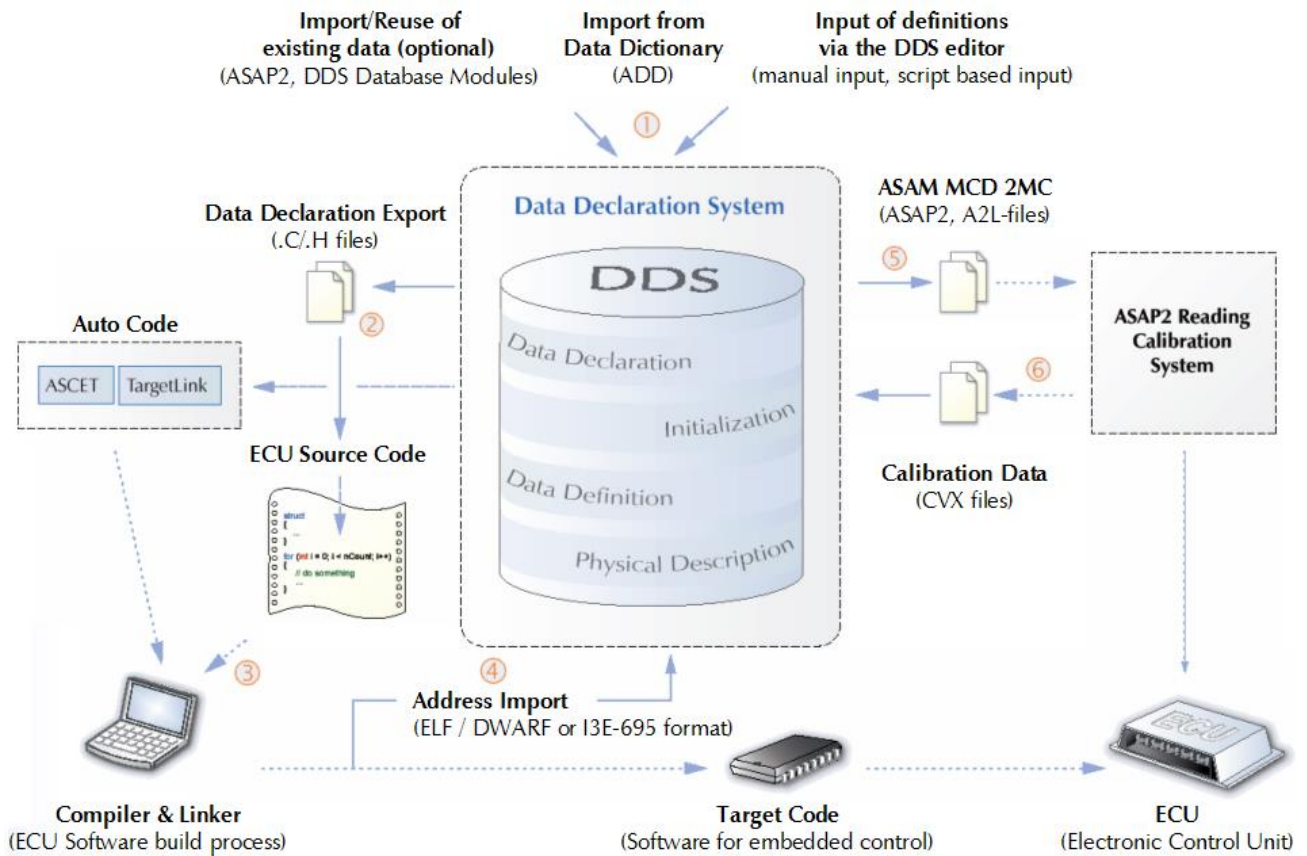 Import/Reuse of
existing data (optional)
(ASAP2, DDS Database Modules)
Import from
Data Dictionary
(ADD)
Input of definitions
via the DDS editor
(manual input, script based input)
①
Data Declaration System
DDS
Data Declaration
Initialization
Data Definition
Physical Description
Data Declaration Export
(.C/.H files)
②
Auto Code
ASCET
TargetLink
ECU Source Code
struct
{
...
}
for (int i = 0; i < nCount; i++)
{
// do something
...
}
③
④
Address Import
(ELF / DWARF or I3E-695 format)
ASAM MCD 2MC
(ASAP2, A2L-files)
⑤
ASAP2 Reading
Calibration
System
⑥
Calibration Data
(CVX files)
Compiler & Linker
(ECU Software build process)
Target Code
(Software for embedded control)
ECU
ECU
(Electronic Control Unit)